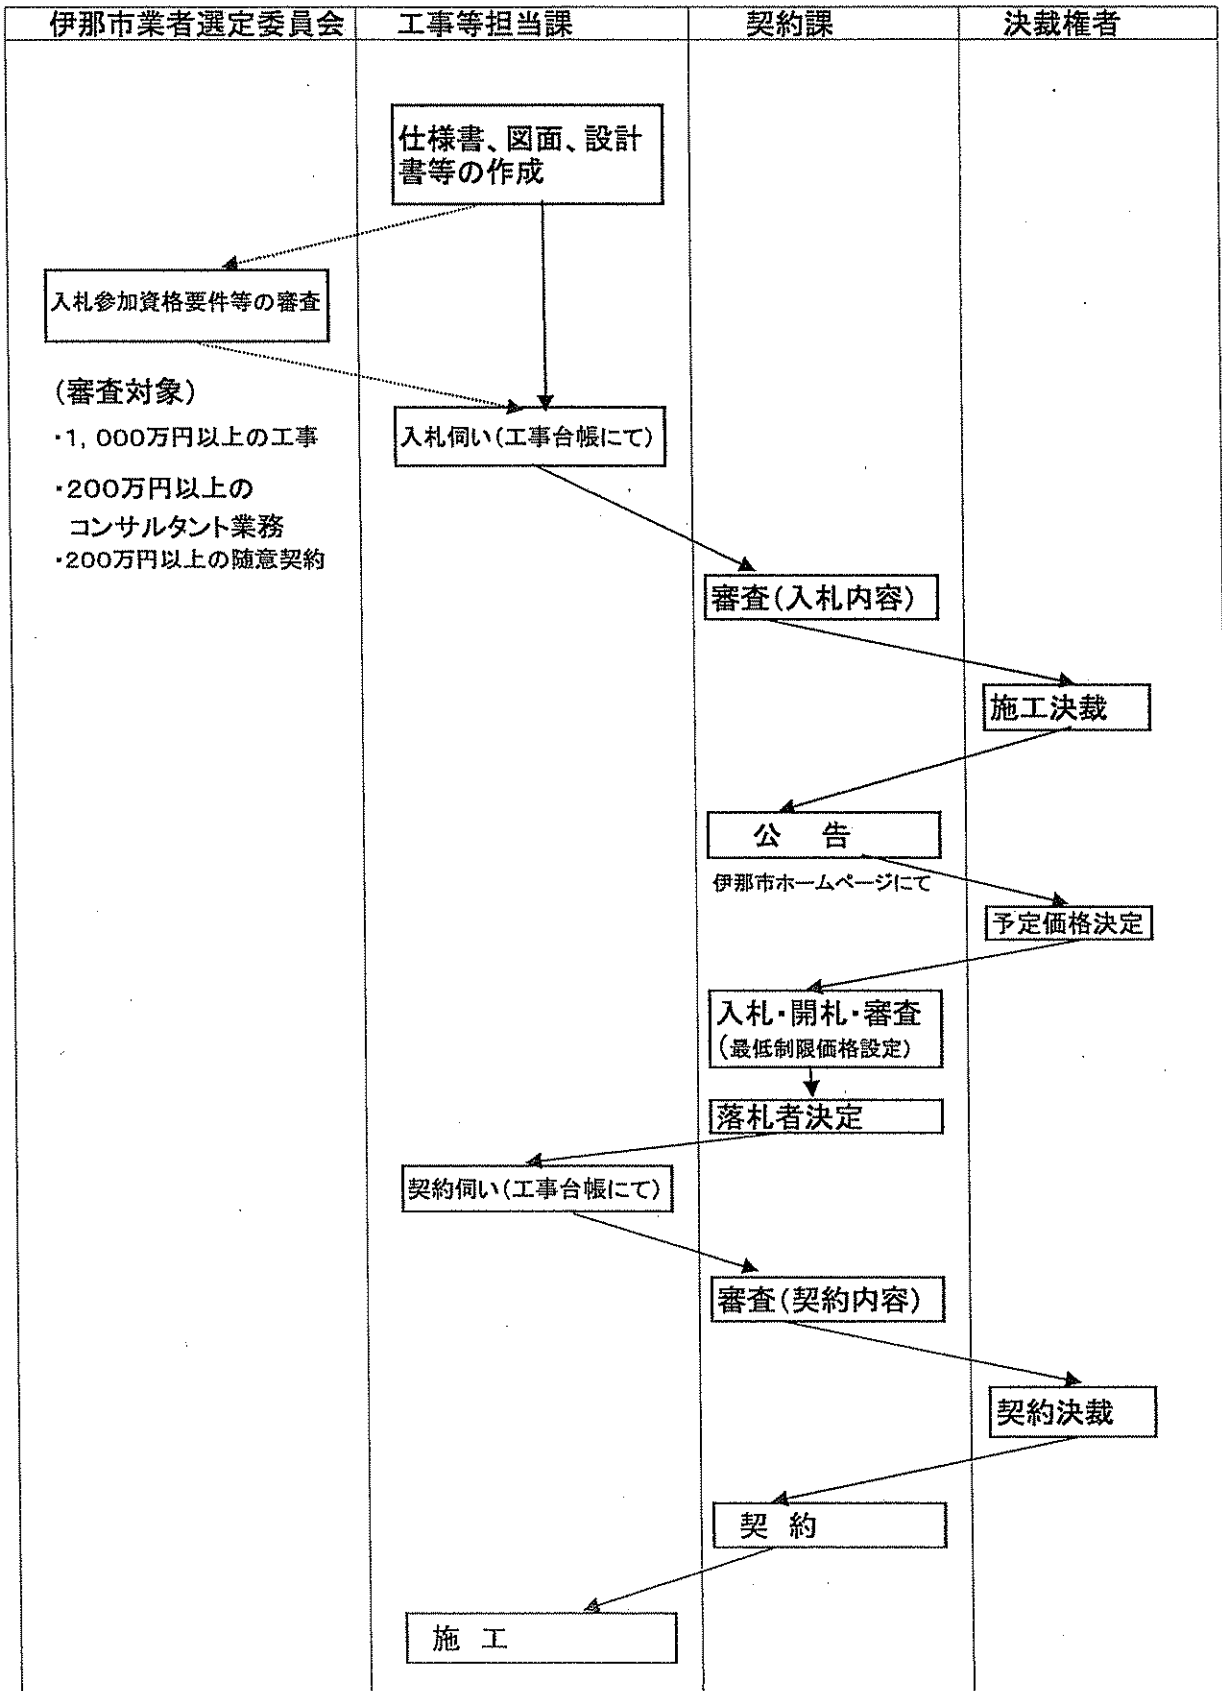 伊那市業者選定委員会
工事等担当課
契約課
決裁権者
仕様書、図面、設計
書等の作成
入札参加資格要件等の審査
(審査対象)
・1,000万円以上の工事
・200万円以上の
コンサルタント業務
・200万円以上の随意契約
入札伺い(工事台帳にて)
審査(入札内容)
施工決裁
公 告
伊那市ホームページにて
予定価格決定
入札・開札・審査
(最低制限価格設定)
落札者決定
契約伺い(工事台帳にて)
審査(契約内容)
契約決裁
契 約
施 工